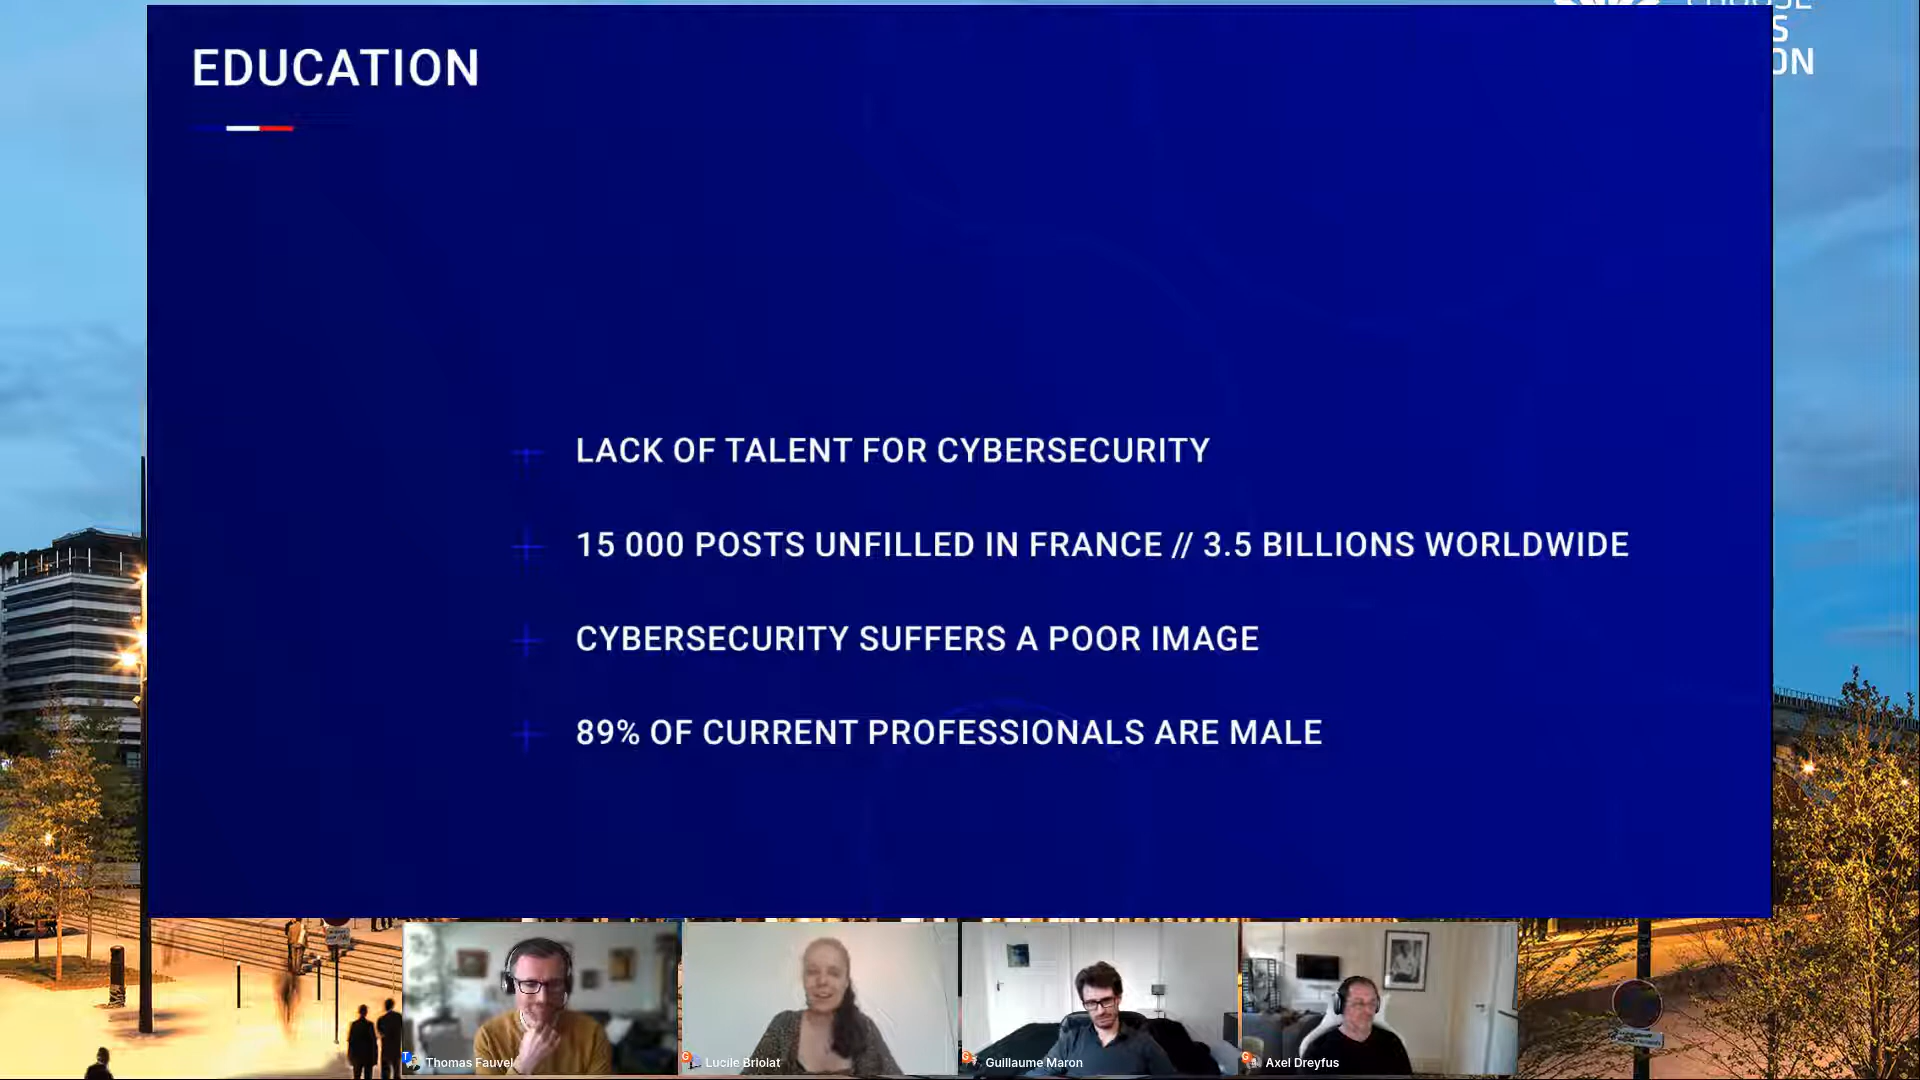 EDUCATION
ON
LACK OF TALENT FOR CYBERSECURITY
15 000 POSTS UNFILLED IN FRANCE // 3.5 BILLIONS WORLDWIDE
CYBERSECURITY SUFFERS A POOR IMAGE
89% OF CURRENT PROFESSIONALS ARE MALE
Thomas Fauvel
Lucile Briolat
Guillaume Maron
Axel Dreyfus